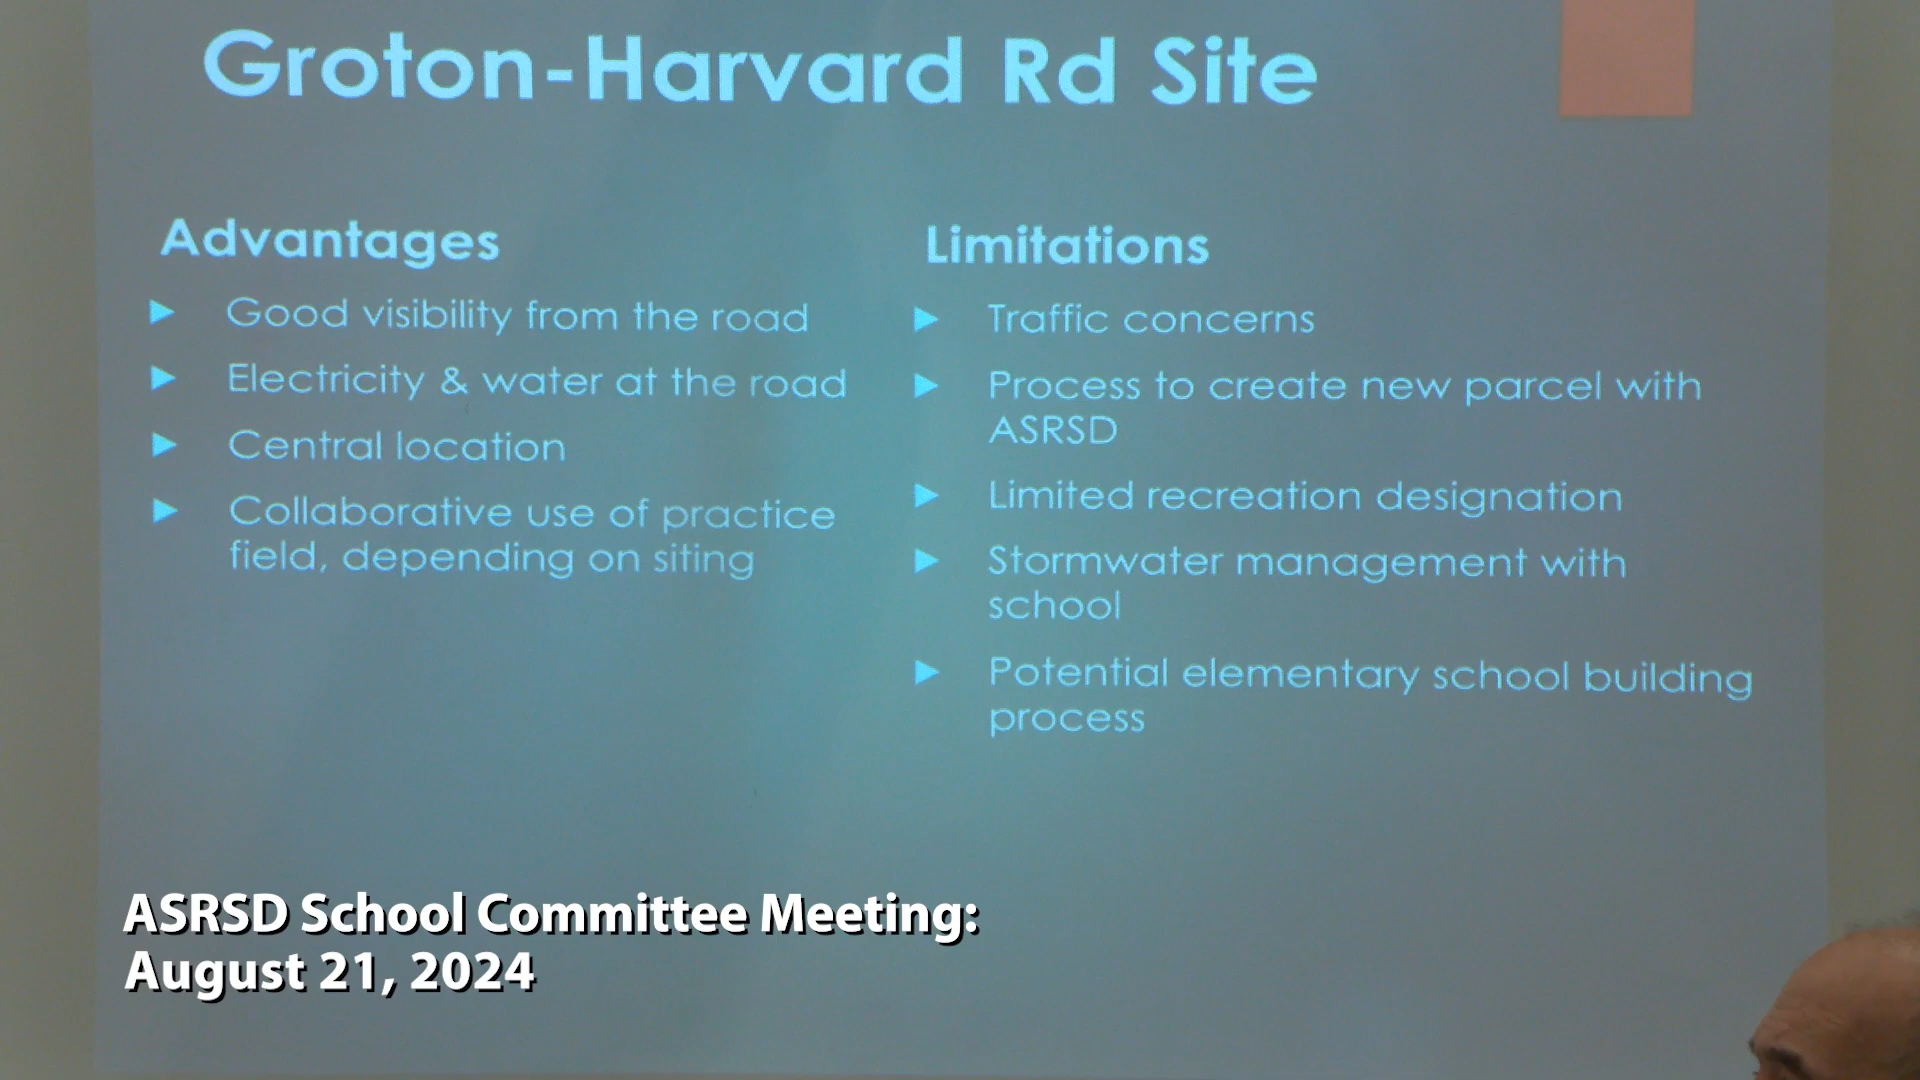 Groton-Harvard Rd Site
Advantages
Good visibility from the road
Electricity & water at the road
Central location
Collaborative use of practice
field, depending on siting
Limitations
Traffic concerns
Process to create new parcel with
ASRSD
Limited recreation designation
Stormwater management with
school
Potential elementary school building
process
ASRSD School Committee Meeting:
August 21, 2024